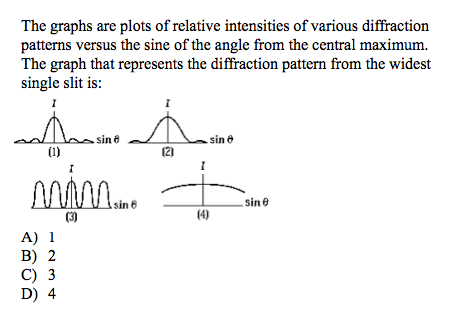 The graphs are plots of relative intensities of various diffraction
patterns versus the sine of the angle from the central maximum.
The graph that represents the diffraction pattern from the widest
single slit is:
I I
sin θ sin θ
(1) (2)
I I
sin θ sin θ
(3) (4)
A) 1
B) 2
C) 3
D) 4